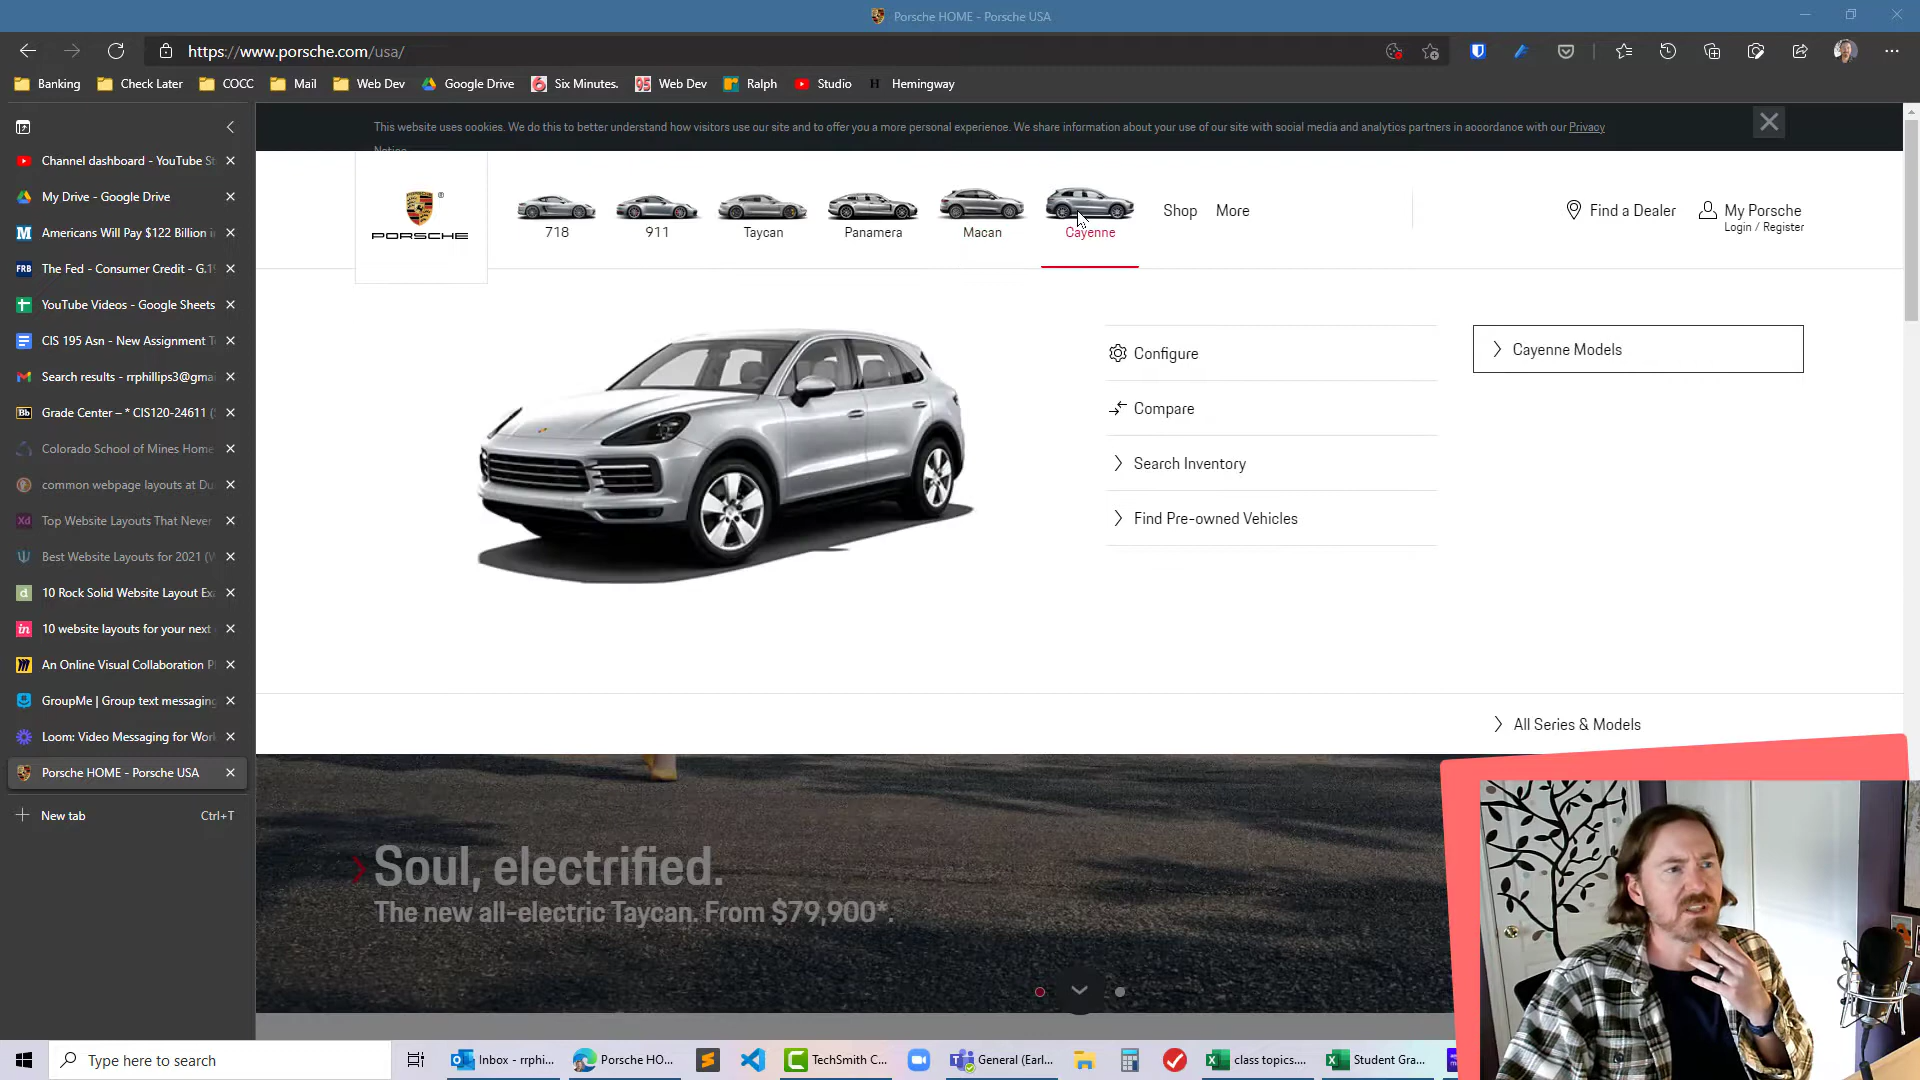 Porsche HOME - Porsche USA
https://www.porsche.com/usa/
Banking Check Later COCC Mail Web Dev Google Drive Six Minutes. Web Dev Ralph Studio Hemingway
Channel dashboard - YouTube St
My Drive - Google Drive
Americans Will Pay $122 Billion i
The Fed - Consumer Credit - G.19
YouTube Videos - Google Sheets
CIS 195 Asn - New Assignment T
Search results - rrphillips3@gmai
Grade Center – * CIS120-24611 (
Colorado School of Mines Home
common webpage layouts at Du
Top Website Layouts That Never
Best Website Layouts for 2021 (W
10 Rock Solid Website Layout Exa
10 website layouts for your next
An Online Visual Collaboration Pl
GroupMe | Group text messaging
Loom: Video Messaging for Work
Porsche HOME - Porsche USA
New tab Ctrl+T
This website uses cookies. We do this to better understand how visitors use our site and to offer you a more personal experience. We share information about your use of our site with social media and analytics partners in accordance with our Privacy
Notice.
PORSCHE
718 911 Taycan Panamera Macan Cayenne
Shop More
Find a Dealer
My Porsche
Login / Register
Configure
Compare
Search Inventory
Find Pre-owned Vehicles
Cayenne Models
All Series & Models
Soul, electrified.
The new all-electric Taycan. From $79,900*.
Type here to search
Inbox - rrphi... Porsche HO... TechSmith C... General (Earl... class topics.... Student Gra...